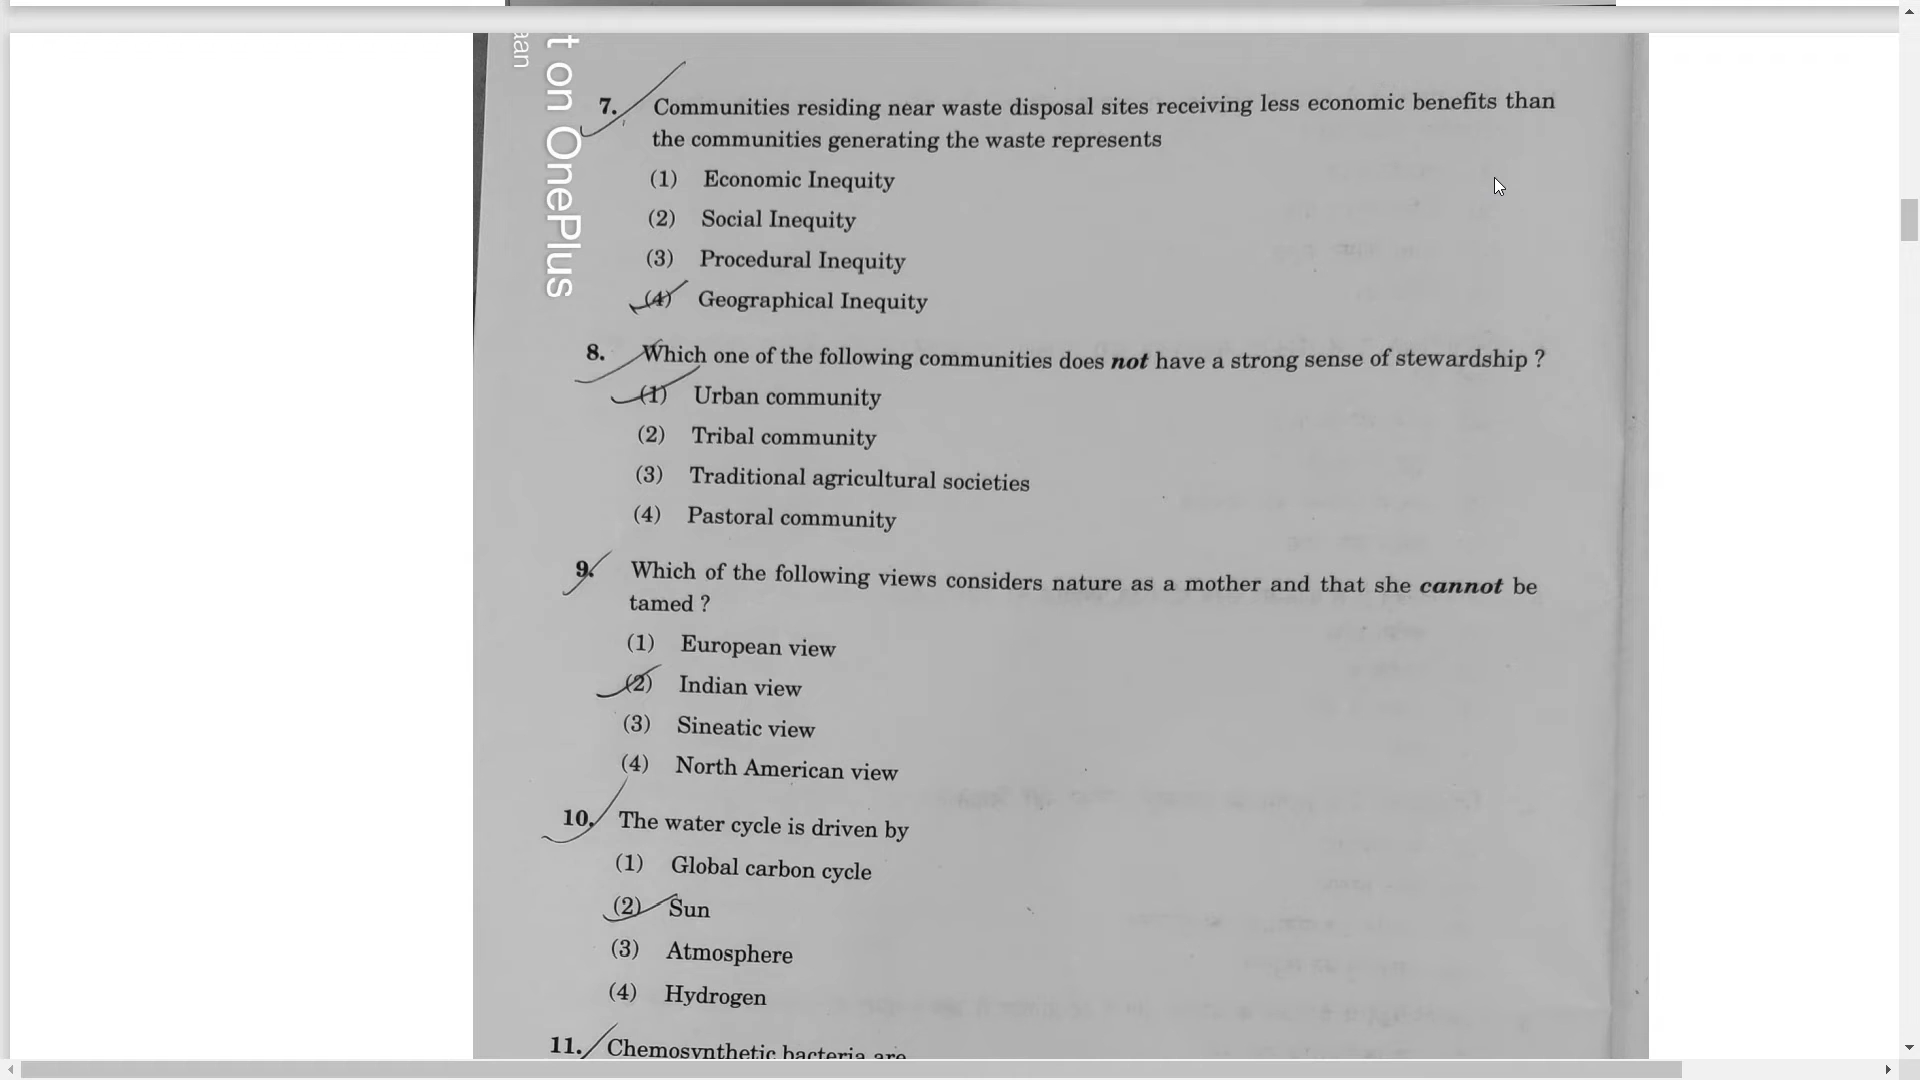 t on OnePlus
aan
7. Communities residing near waste disposal sites receiving less economic benefits than
the communities generating the waste represents
(1) Economic Inequity
(2) Social Inequity
(3) Procedural Inequity
(4) Geographical Inequity
8. Which one of the following communities does not have a strong sense of stewardship ?
(1) Urban community
(2) Tribal community
(3) Traditional agricultural societies
(4) Pastoral community
9. Which of the following views considers nature as a mother and that she cannot be
tamed ?
(1) European view
(2) Indian view
(3) Sineatic view
(4) North American view
10. The water cycle is driven by
(1) Global carbon cycle
(2) Sun
(3) Atmosphere
(4) Hydrogen
11. Chemosynthetic bacteria are